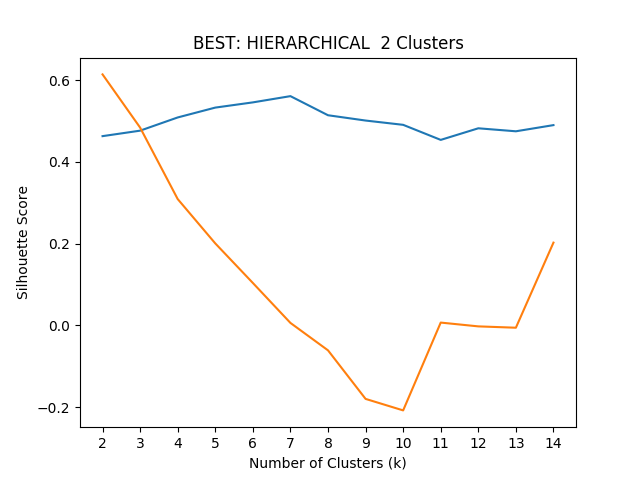 BEST: HIERARCHICAL  2 Clusters
0.6
0.4
0.2
0.0
−0.2
Silhouette Score
2 3 4 5 6 7 8 9 10 11 12 13 14
Number of Clusters (k)